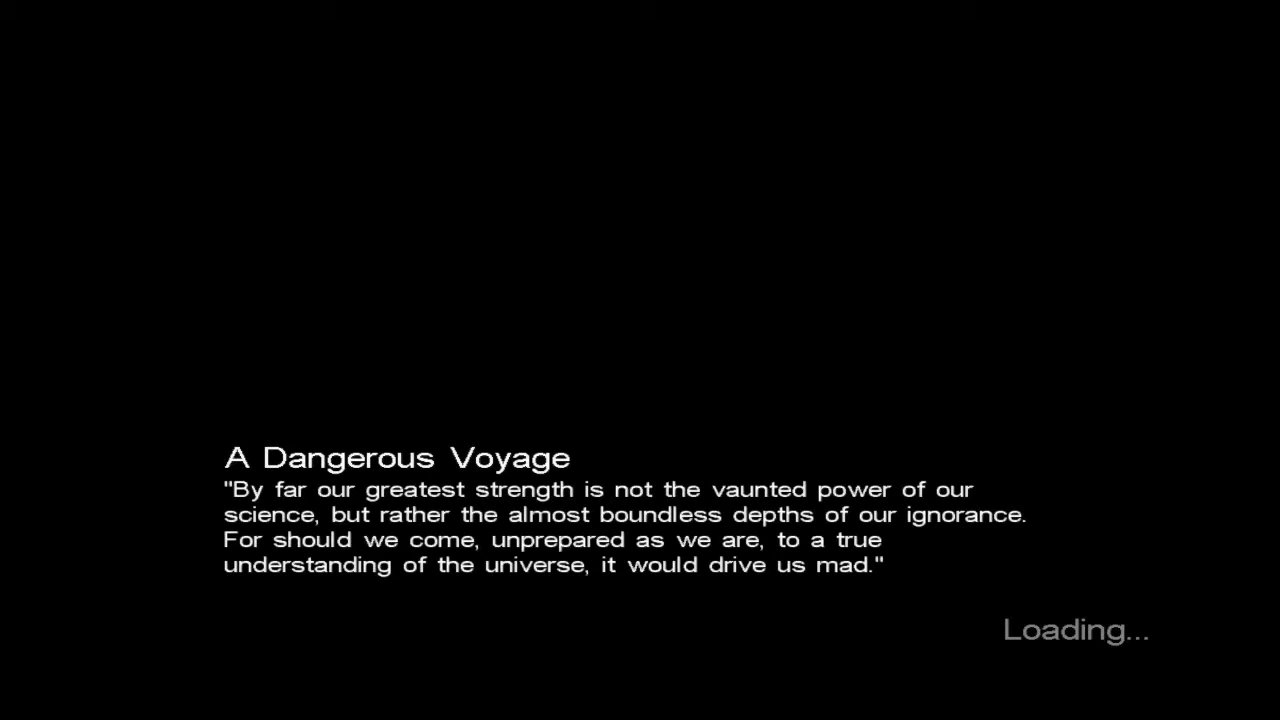 A Dangerous Voyage
"By far our greatest strength is not the vaunted power of our
science, but rather the almost boundless depths of our ignorance.
For should we come, unprepared as we are, to a true
understanding of the universe, it would drive us mad."
Loading...